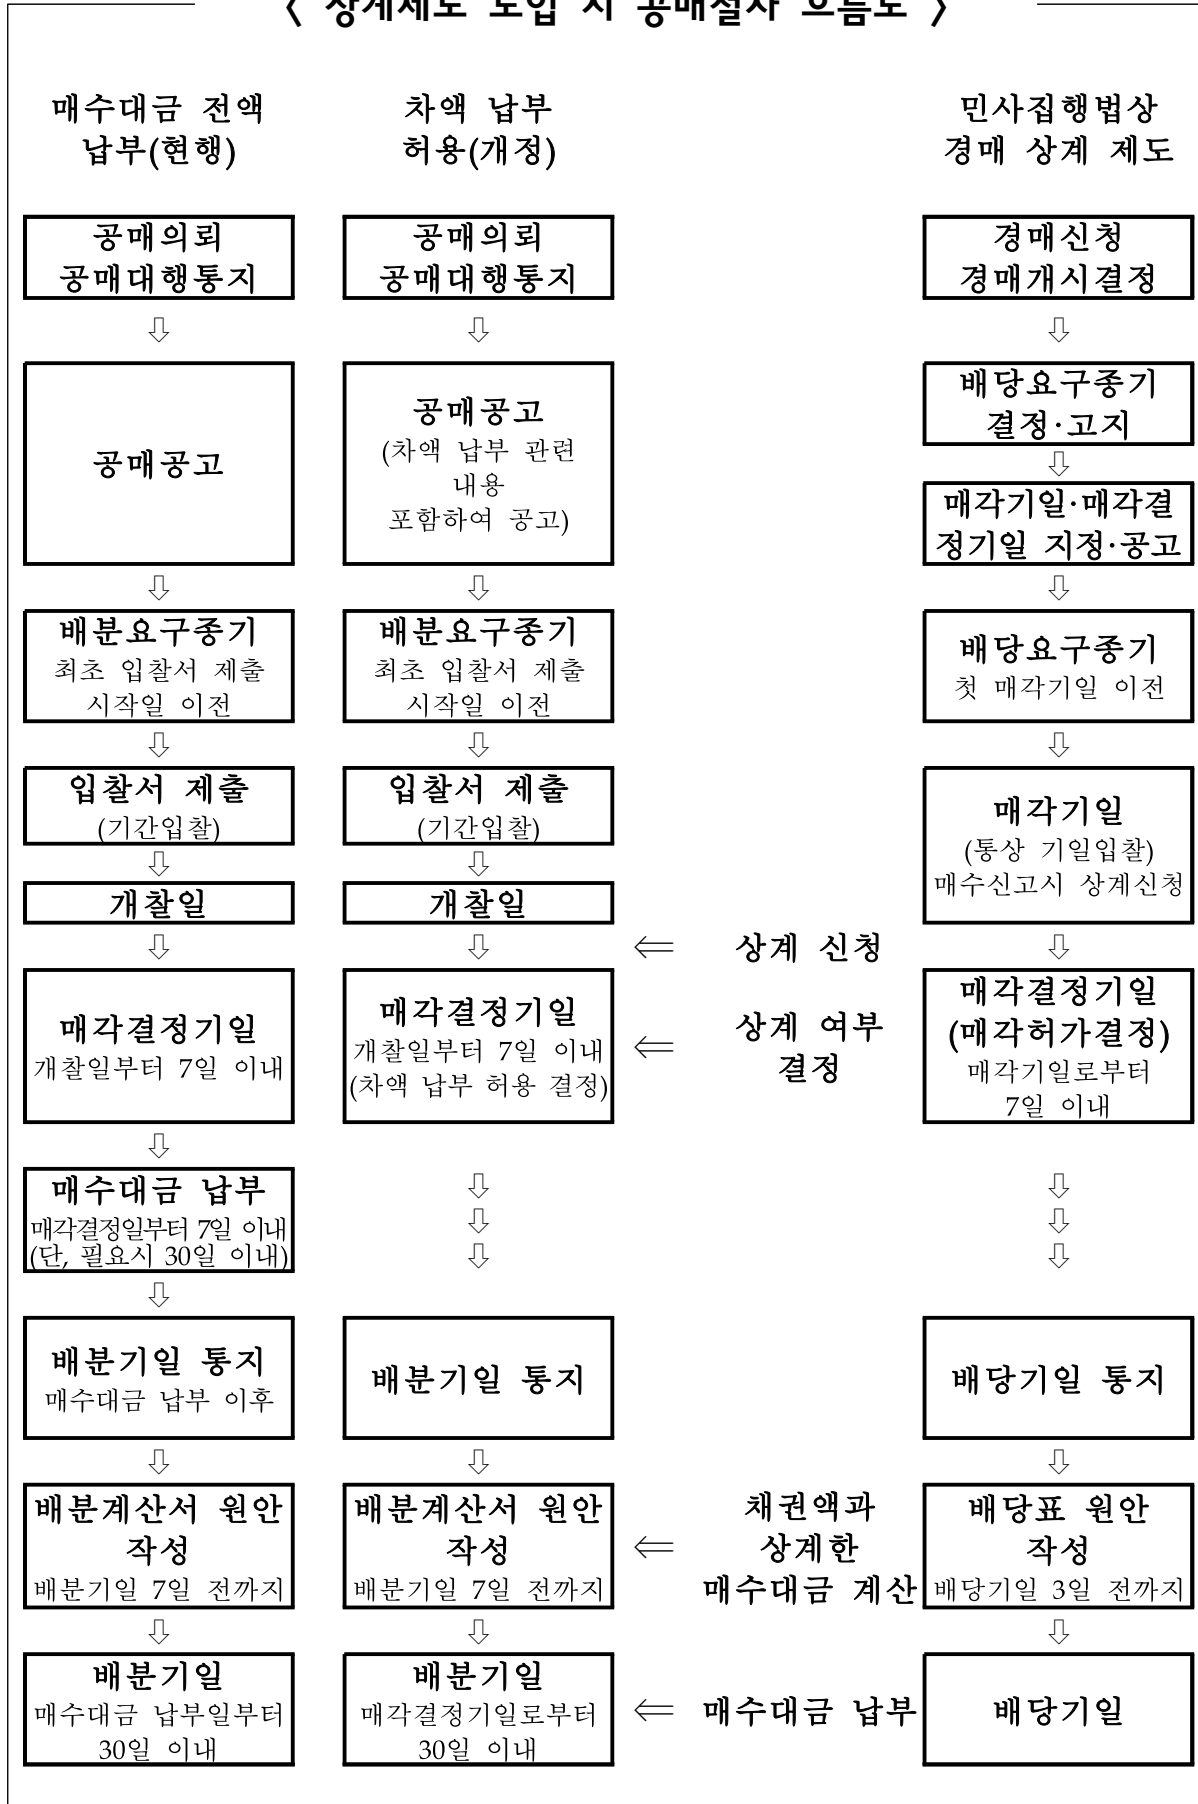 < 상계제도 도입 시 공매절차 흐름도 >
매수대금 전액
납부(현행)
차액 납부
허용(개정)
민사집행법상
경매 상계 제도
공매의뢰
공매대행통지
공매의뢰
공매대행통지
경매신청
경매개시결정
⇩
⇩
⇩
공매공고
공매공고
(차액 납부 관련
내용
포함하여 공고)
배당요구종기
결정·고지
⇩
매각기일·매각결
정기일 지정·공고
⇩
⇩
⇩
배분요구종기
최초 입찰서 제출
시작일 이전
배분요구종기
최초 입찰서 제출
시작일 이전
배당요구종기
첫 매각기일 이전
⇩
⇩
⇩
입찰서 제출
(기간입찰)
입찰서 제출
(기간입찰)
매각기일
(통상 기일입찰)
매수신고시 상계신청
⇩
⇩
개찰일
개찰일
⇩
⇩
⇐ 상계 신청
⇩
매각결정기일
개찰일부터 7일 이내
매각결정기일
개찰일부터 7일 이내
(차액 납부 허용 결정)
⇐ 상계 여부
결정
매각결정기일
(매각허가결정)
매각기일로부터
7일 이내
⇩
매수대금 납부
매각결정일부터 7일 이내
(단, 필요시 30일 이내)
⇩
⇩
⇩
⇩
⇩
⇩
⇩
배분기일 통지
매수대금 납부 이후
배분기일 통지
배당기일 통지
⇩
⇩
⇩
배분계산서 원안
작성
배분기일 7일 전까지
배분계산서 원안
작성
배분기일 7일 전까지
채권액과
⇐ 상계한
매수대금 계산
배당표 원안
작성
배당기일 3일 전까지
⇩
⇩
⇩
배분기일
매수대금 납부일부터
30일 이내
배분기일
매각결정기일로부터
30일 이내
⇐ 매수대금 납부
배당기일